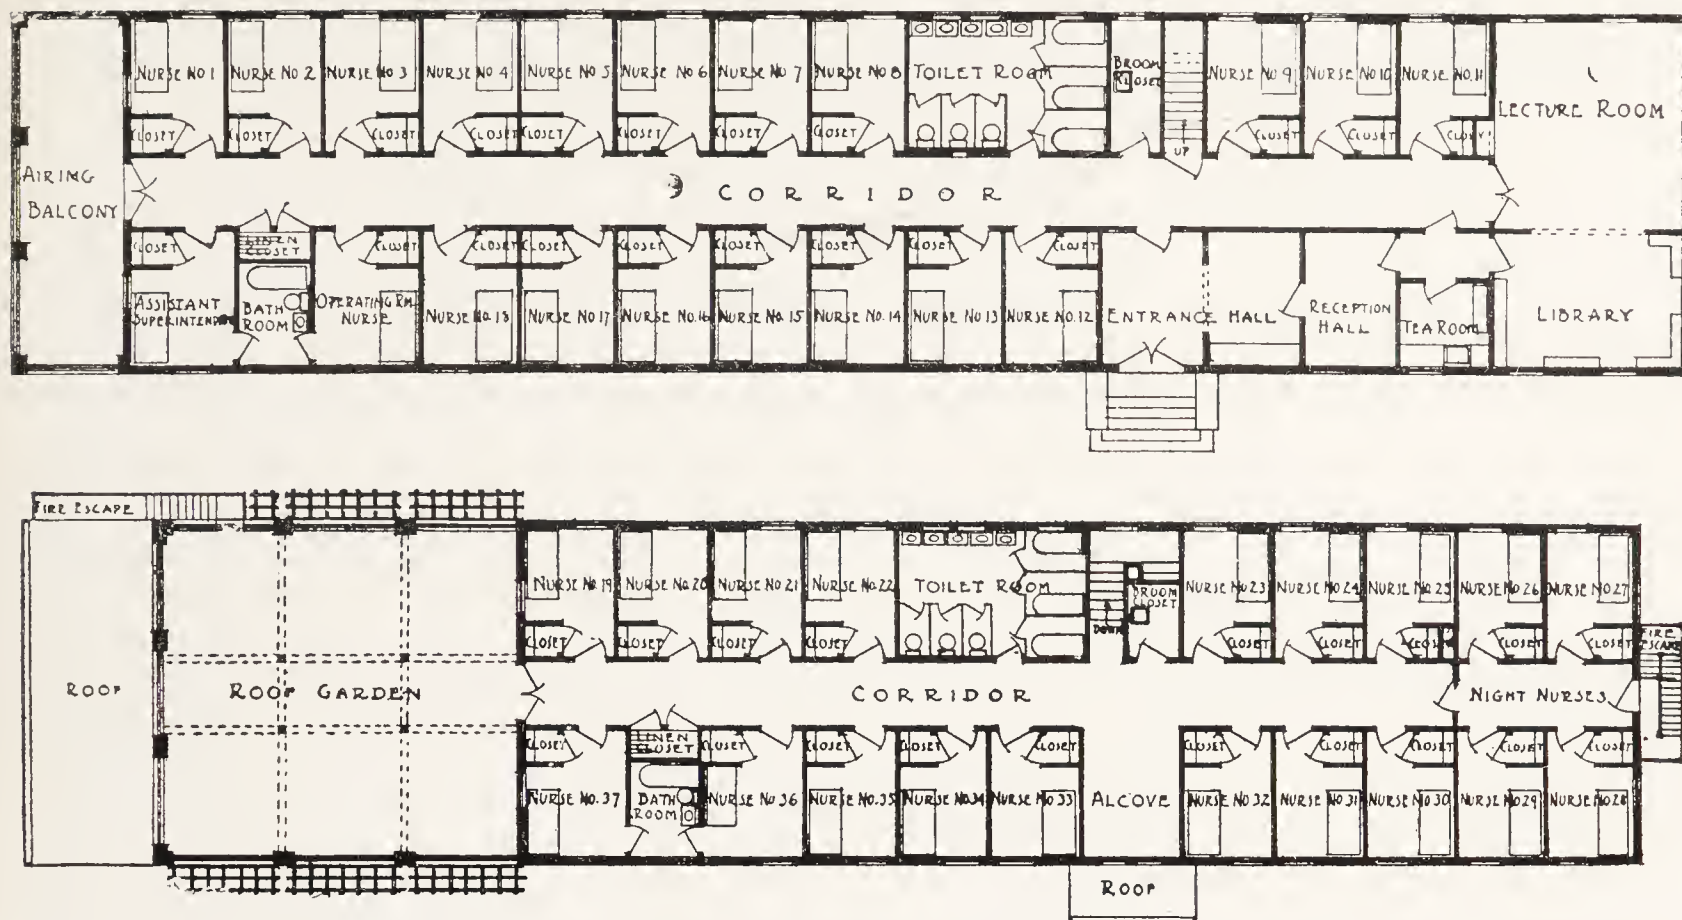 NURSE NO 1
NURSE NO. 2
NURSE NO 3
NURSE NO 4
NURSE NO 5
NURSE NO. 6
NURSE NO. 7
NURSE NO 8
TOILET ROOM
BROOM
CLOSET
NURSE NO 9
NURSE NO 10
NURSE NO. 11
LECTURE ROOM
CLOSET
CLOSET
CLOSET
CLOSET
CLOSET
CLOSET
CLOSET
CLOSET
UP
CLOSET
CLOSET
AIRING
BALCONY
CORRIDOR
CLOSET
LINEN
CLOSET
CLOSET
CLOSET
CLOSET
CLOSET
CLOSET
CLOSET
CLOSET
CLOSET
ASSISTANT
BATH
ROOM
OPERATING RM.
NURSE
NURSE NO. 18
NURSE NO. 17
NURSE NO. 16
NURSE NO. 15
NURSE NO. 14
NURSE NO 13
NURSE NO. 12
ENTRANCE HALL
RECEPTION
HALL
TEA ROOM
LIBRARY
FIRE ESCAPE
NURSE NO. 19
NURSE NO. 20
NURSE NO. 21
NURSE NO. 22
TOILET ROOM
BROOM
CLOSET
DOWN
NURSE NO. 23
NURSE NO. 24
NURSE NO. 25
NURSE NO. 26
NURSE NO. 27
CLOSET
CLOSET
CLOSET
CLOSET
CLOSET
CLOSET
CLOSET
CLOSET
FIRE
ESCAPE
ROOF
ROOF GARDEN
CORRIDOR
NIGHT NURSES
CLOSET
LINEN
CLOSET
CLOSET
CLOSET
CLOSET
CLOSET
CLOSET
CLOSET
CLOSET
CLOSET
CLOSET
NURSE NO. 37
BATH
ROOM
NURSE NO 36
NURSE NO. 35
NURSE NO. 34
NURSE NO 33
ALCOVE
NURSE NO 32
NURSE NO. 31
NURSE NO. 30
NURSE NO. 29
NURSE NO. 28
ROOF